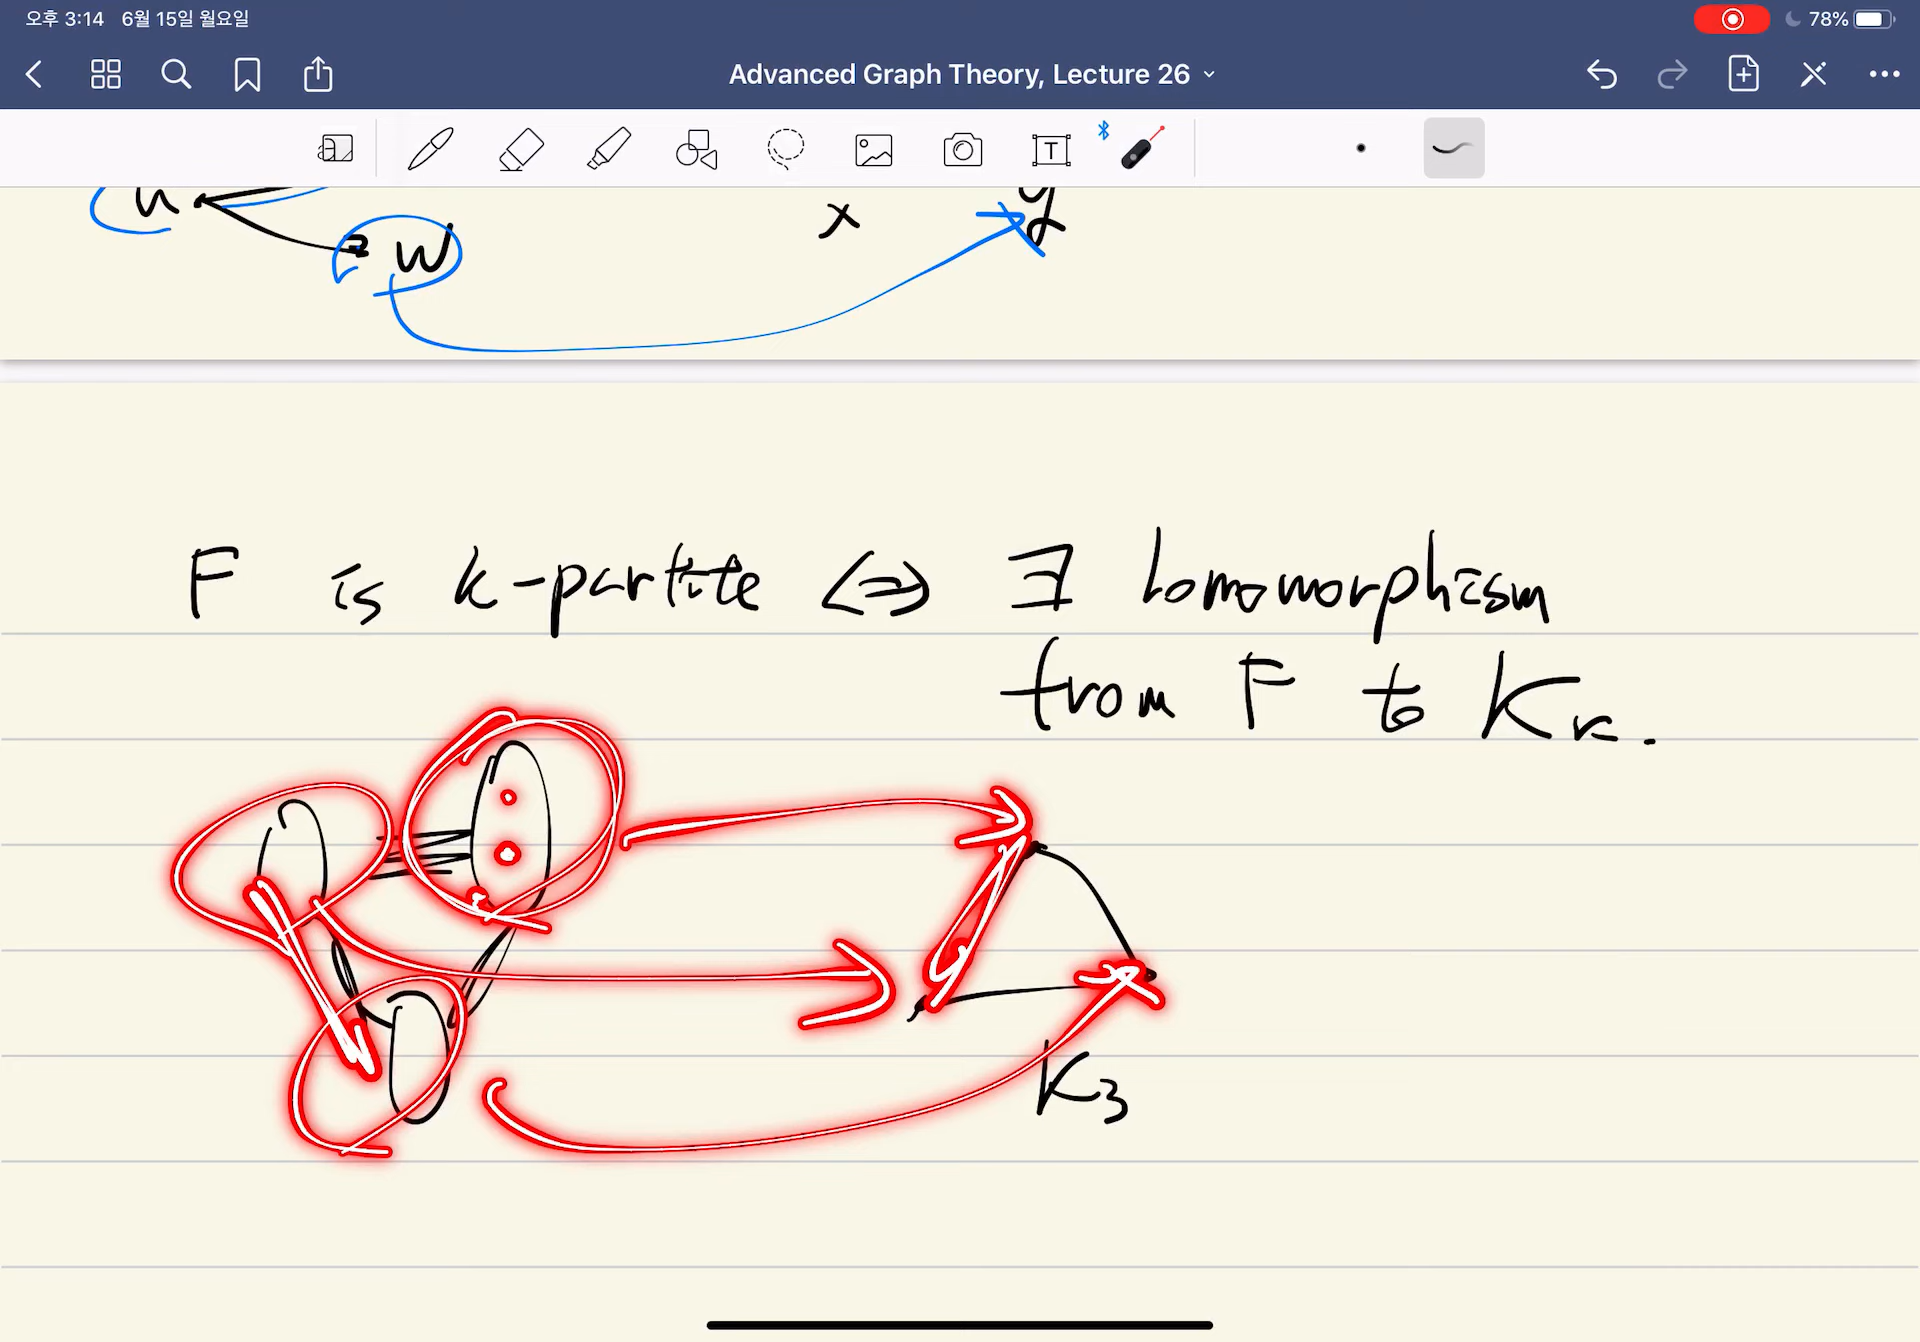 오후 3:14 6월 15일 월요일
78%
Advanced Graph Theory, Lecture 26
u
w
x
y
F is k-partite <=> ∃ homomorphism
from F to Kk.
K3